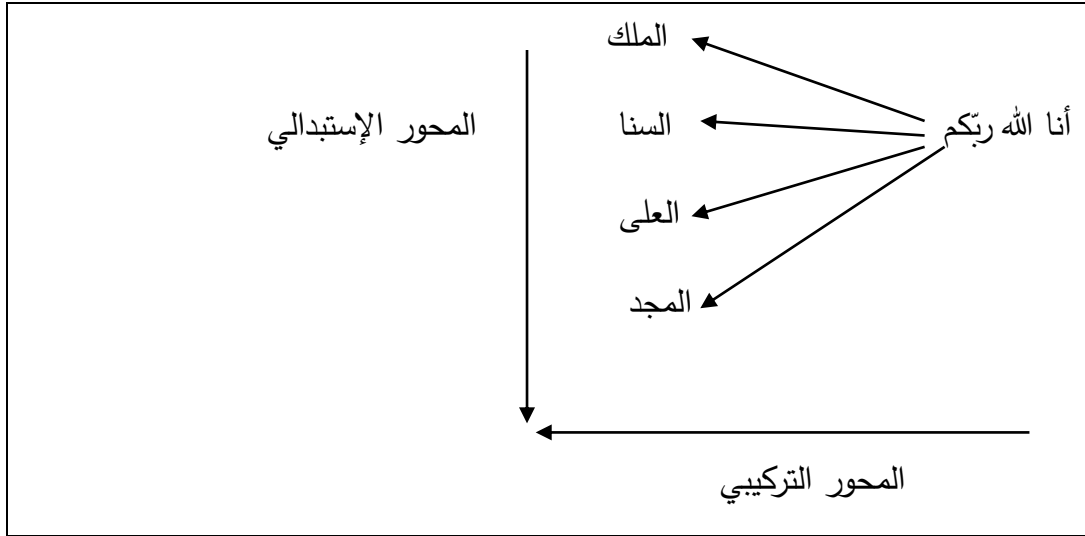 الملك
أنا الله ربّكم السنا المحور الإستبدالي
العلى
المجد
المحور التركيبي